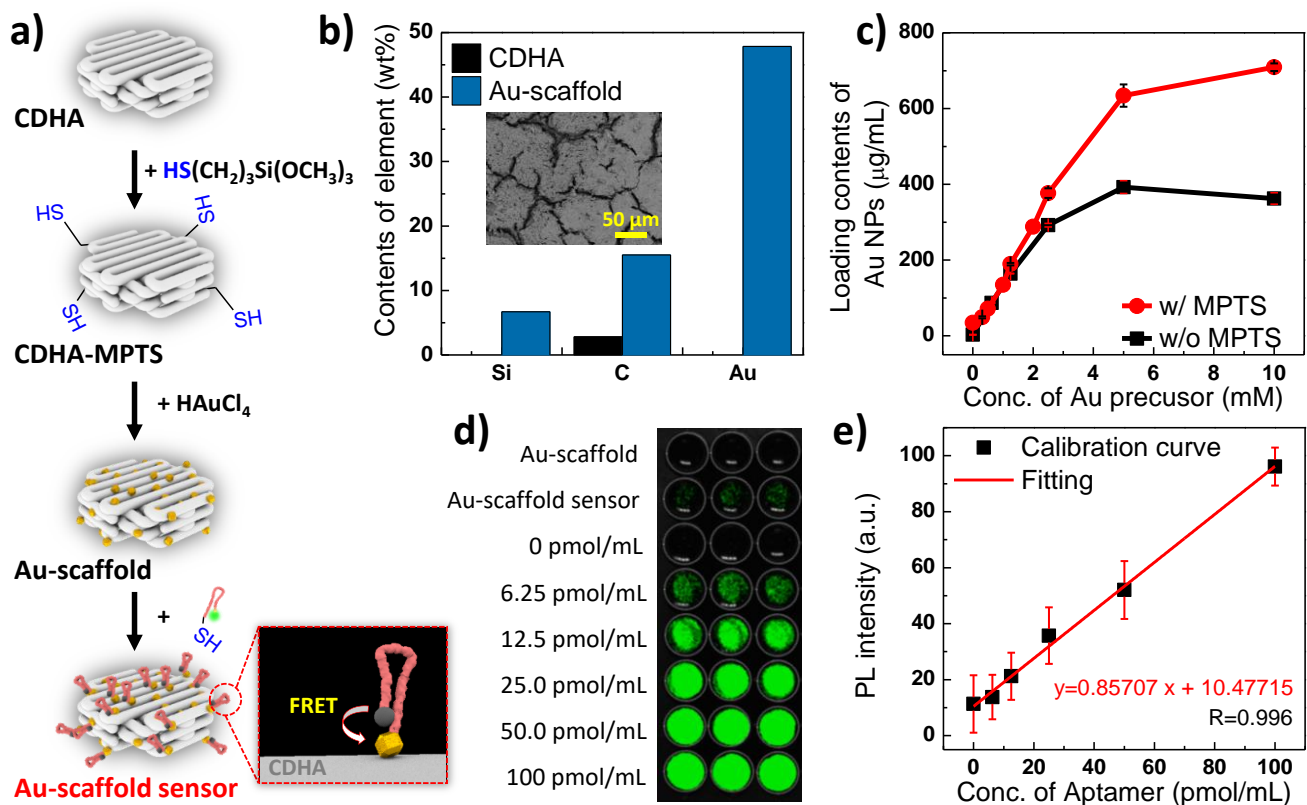 a)
CDHA
+ HS(CH₂)₃Si(OCH₃)₃
HS
HS
SH
SH
CDHA-MPTS
+ HAuCl₄
Au-scaffold
+
SH
Au-scaffold sensor
FRET
CDHA
b)
Contents of element (wt%)
50
40
30
20
10
0
CDHA
Au-scaffold
50 μm
Si C Au
c)
Loading contents of
Au NPs (μg/mL)
800
600
400
200
0
w/ MPTS
w/o MPTS
0 2 4 6 8 10
Conc. of Au precusor (mM)
d)
Au-scaffold
Au-scaffold sensor
0 pmol/mL
6.25 pmol/mL
12.5 pmol/mL
25.0 pmol/mL
50.0 pmol/mL
100 pmol/mL
e)
PL intensity (a.u.)
100
80
60
40
20
0
Calibration curve
Fitting
y=0.85707 x + 10.47715
R=0.996
0 20 40 60 80 100
Conc. of Aptamer (pmol/mL)